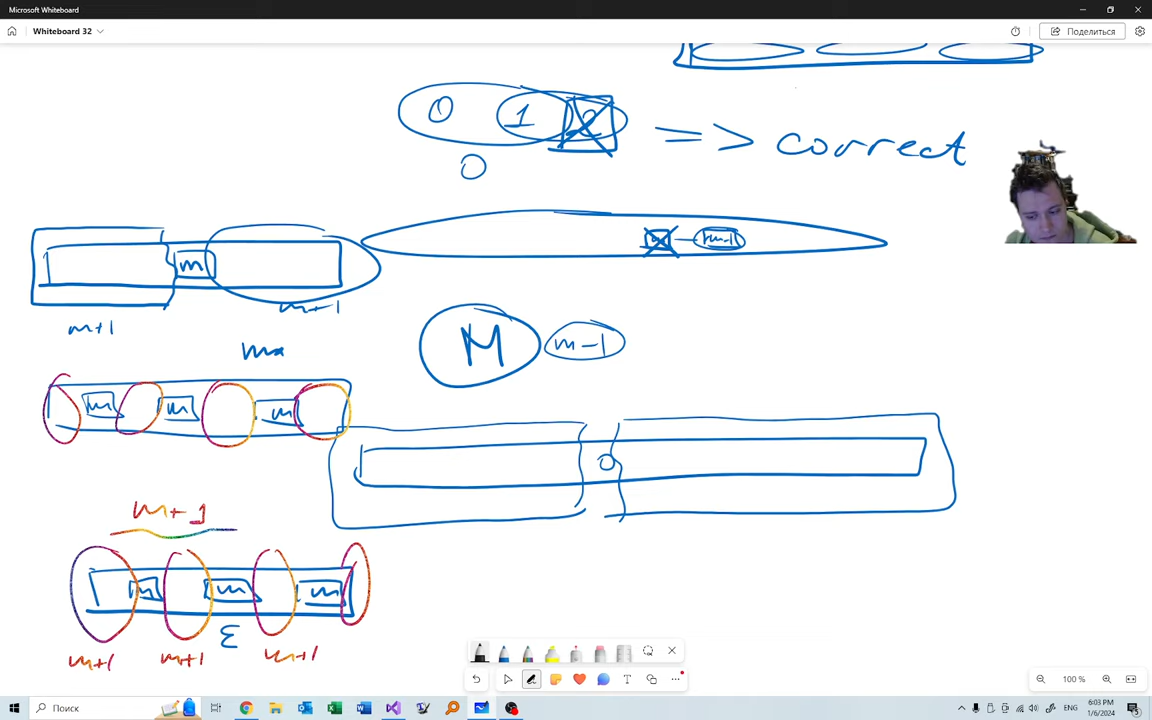 Microsoft Whiteboard
Whiteboard 32
Поделиться
0 1 2 => correct
0
m
m-1
m+1
m+1
M m-1
m m m
0
m+1
m m m
m+1 m+1 m+1
100 %
Поиск
ENG
6:03 PM
1/6/2024